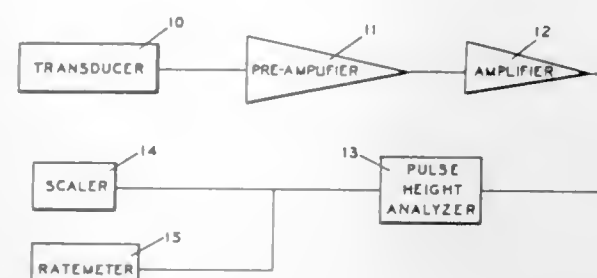 10
11
12
TRANSDUCER
PRE-AMPLIFIER
AMPLIFIER
14
13
SCALER
PULSE
HEIGHT
ANALYZER
15
RATEMETER